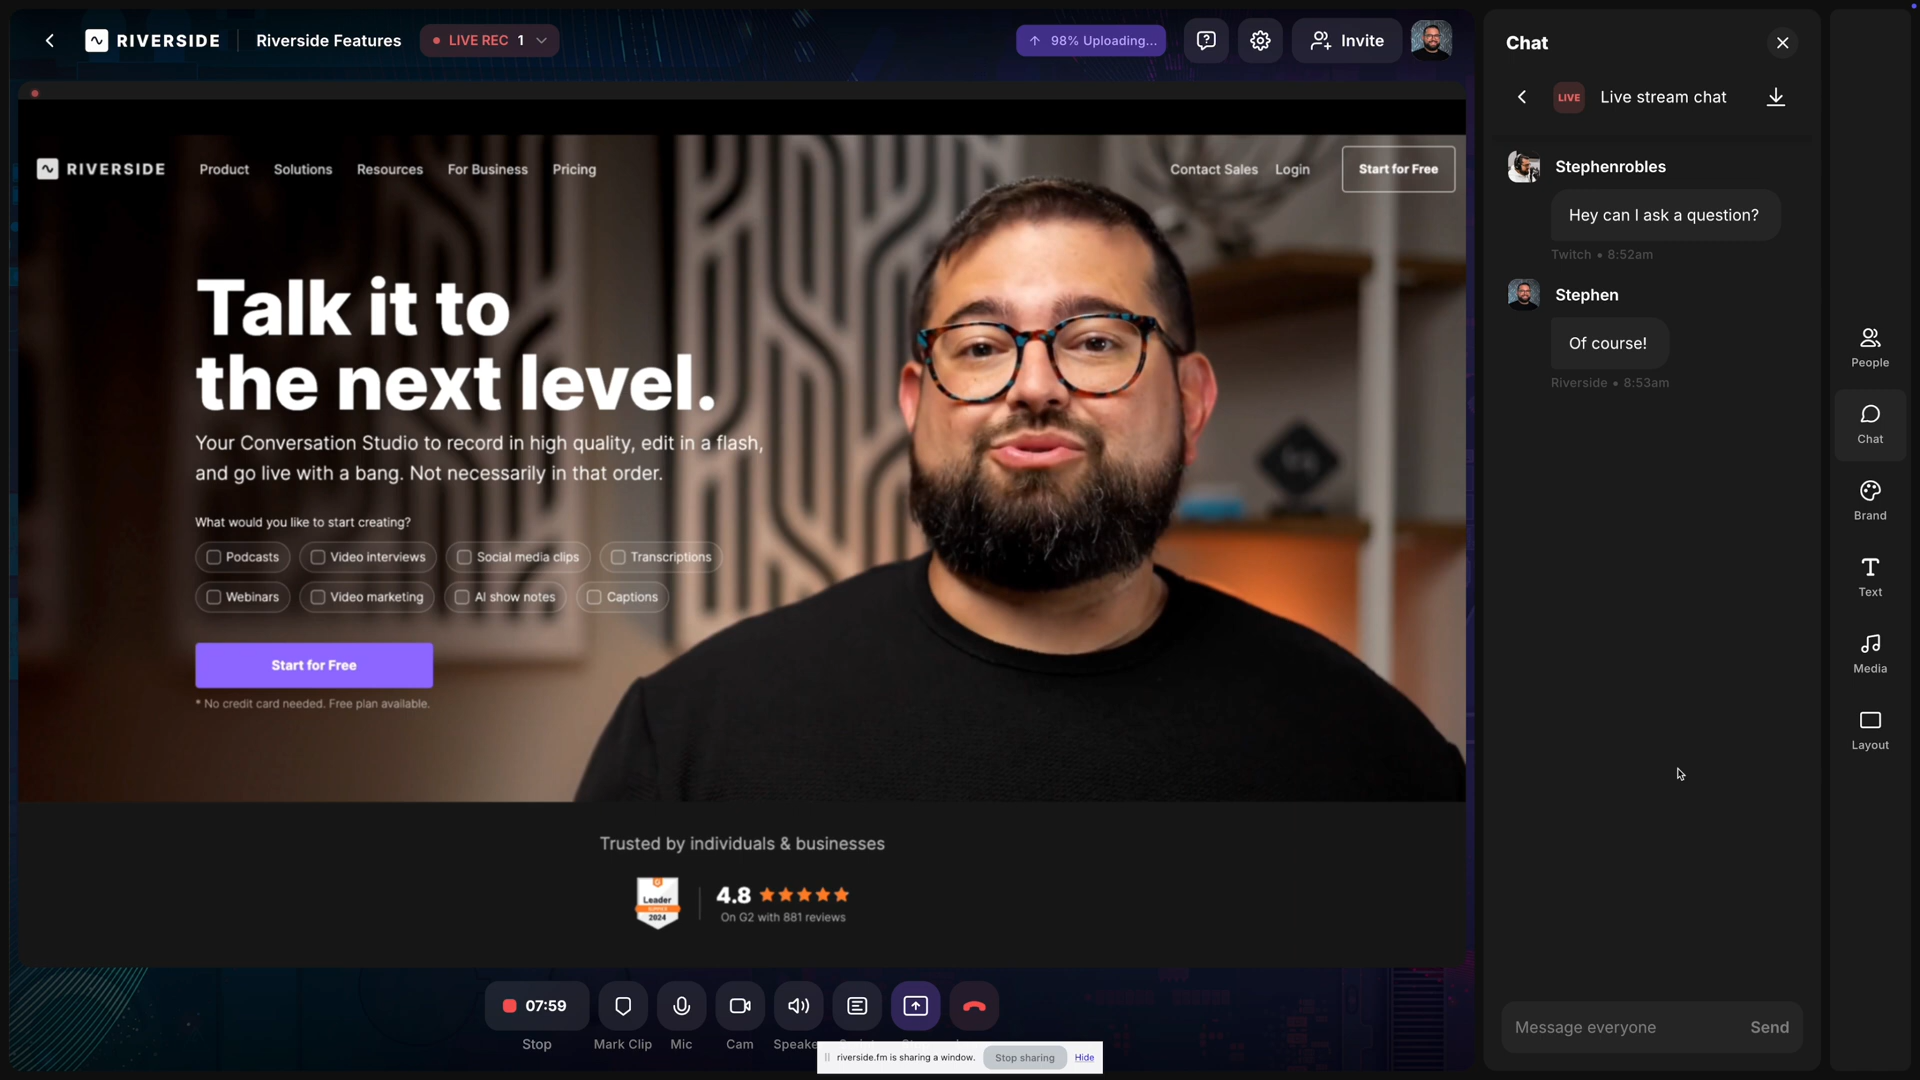 RIVERSIDE
Riverside Features
LIVE REC 1
98% Uploading...
Invite
RIVERSIDE
Product
Solutions
Resources
For Business
Pricing
Contact Sales
Login
Start for Free
Talk it to
the next level.
Your Conversation Studio to record in high quality, edit in a flash,
and go live with a bang. Not necessarily in that order.
What would you like to start creating?
Podcasts
Video interviews
Social media clips
Transcriptions
Webinars
Video marketing
AI show notes
Captions
Start for Free
* No credit card needed. Free plan available.
Trusted by individuals & businesses
Leader
SUMMER
2024
4.8
On G2 with 881 reviews
07:59
Stop
Mark Clip
Mic
Cam
Speake
riverside.fm is sharing a window.
Stop sharing
Hide
Chat
LIVE
Live stream chat
Stephenrobles
Hey can I ask a question?
Twitch • 8:52am
Stephen
Of course!
Riverside • 8:53am
Message everyone
Send
People
Chat
Brand
Text
Media
Layout